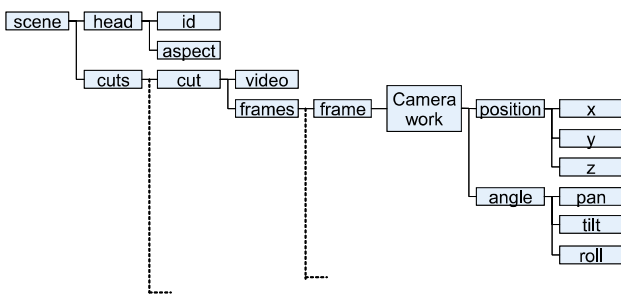 scene
head
id
aspect
cuts
cut
video
frames
frame
Camera
work
position
x
y
z
angle
pan
tilt
roll